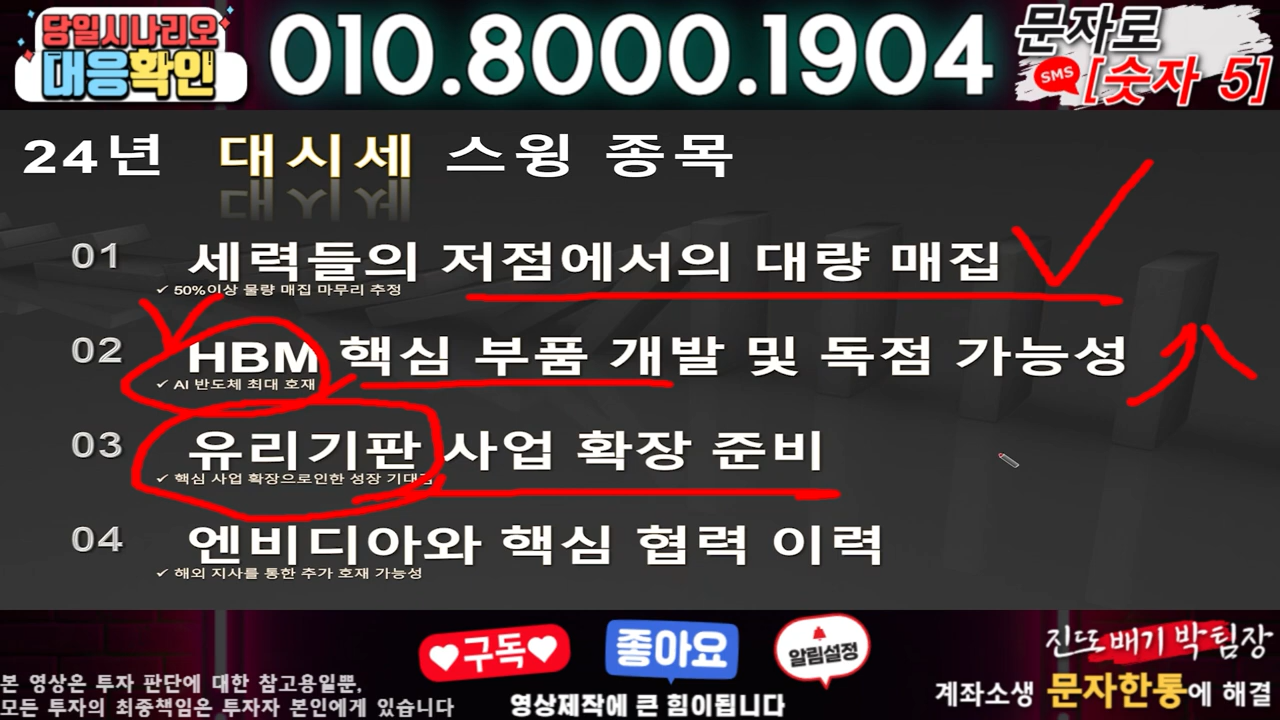 당일시나리오
대응확인
010.8000.1904
문자로
SMS [숫자 5]
24년 대시세 스윙 종목
01 세력들의 저점에서의 대량 매집
✓ 50%이상 물량 매집 마무리 추정
02 HBM 핵심 부품 개발 및 독점 가능성
✓ AI 반도체 최대 호재
03 유리기판 사업 확장 준비
✓ 핵심 사업 확장으로인한 성장 기대감
04 엔비디아와 핵심 협력 이력
✓ 해외 지사를 통한 추가 호재 가능성
본 영상은 투자 판단에 대한 참고용일뿐,
모든 투자의 최종책임은 투자자 본인에게 있습니다
구독
좋아요
알림설정
영상제작에 큰 힘이됩니다
진또배기 박팀장
계좌소생 문자한통에 해결